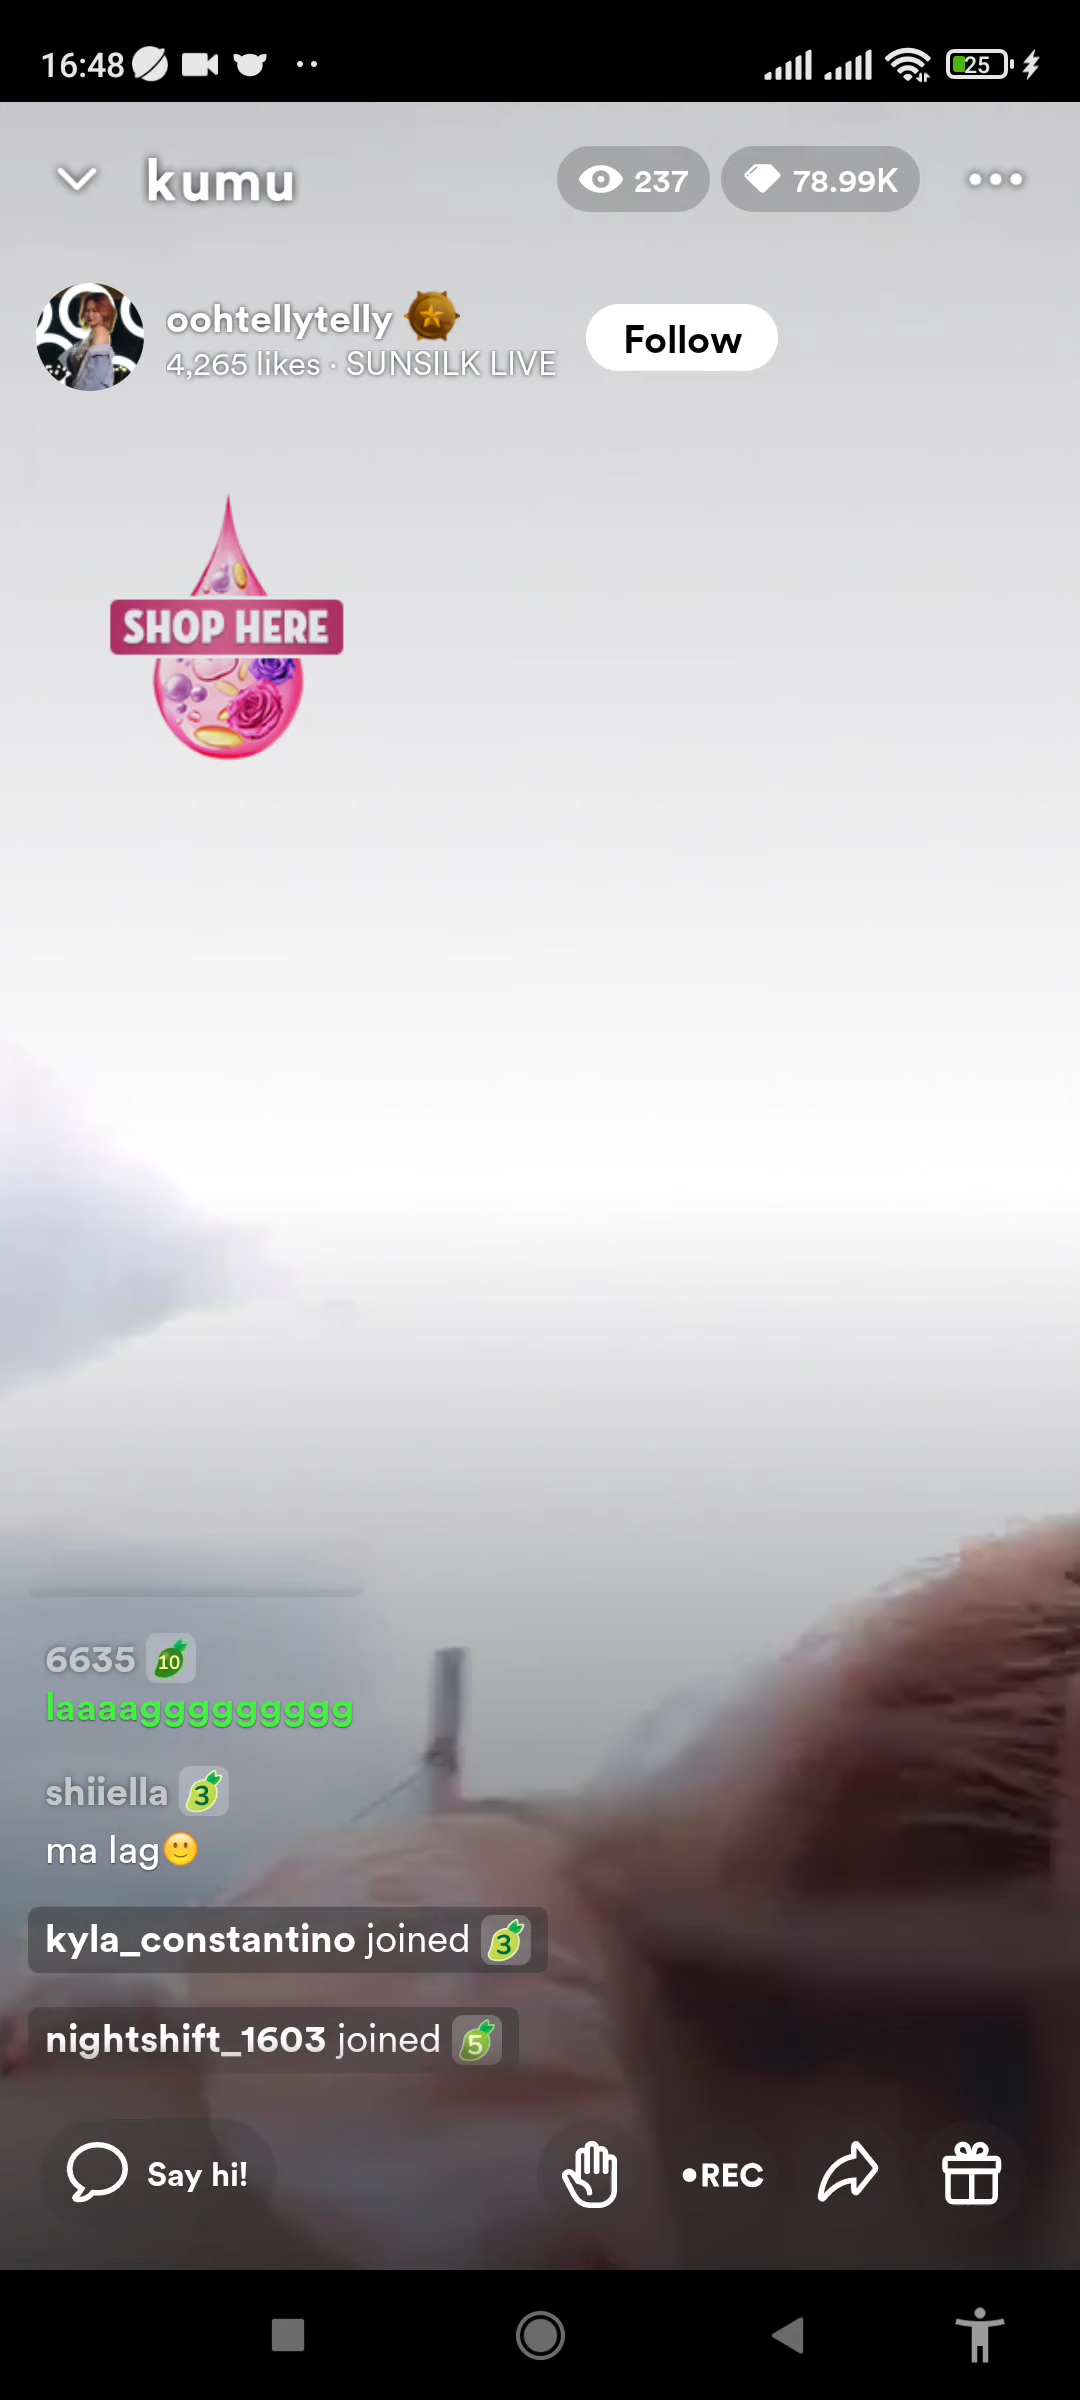 16:48
25
kumu
237
78.99K
oohtellytelly
4,265 likes · SUNSILK LIVE
Follow
SHOP HERE
6635 10
laaaaggggggggg
shiiella 3
ma lag🙂
kyla_constantino joined 3
nightshift_1603 joined 5
Say hi!
•REC